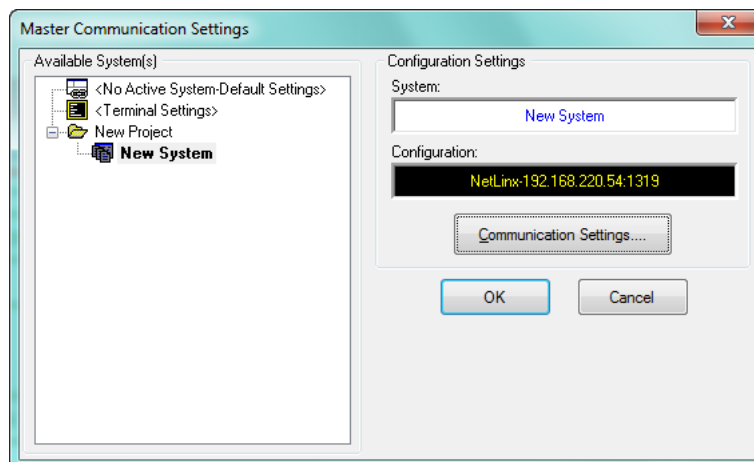 Master Communication Settings
x
Available System(s)
<No Active System-Default Settings>
<Terminal Settings>
New Project
New System
Configuration Settings
System:
New System
Configuration:
NetLinx-192.168.220.54:1319
Communication Settings....
OK
Cancel